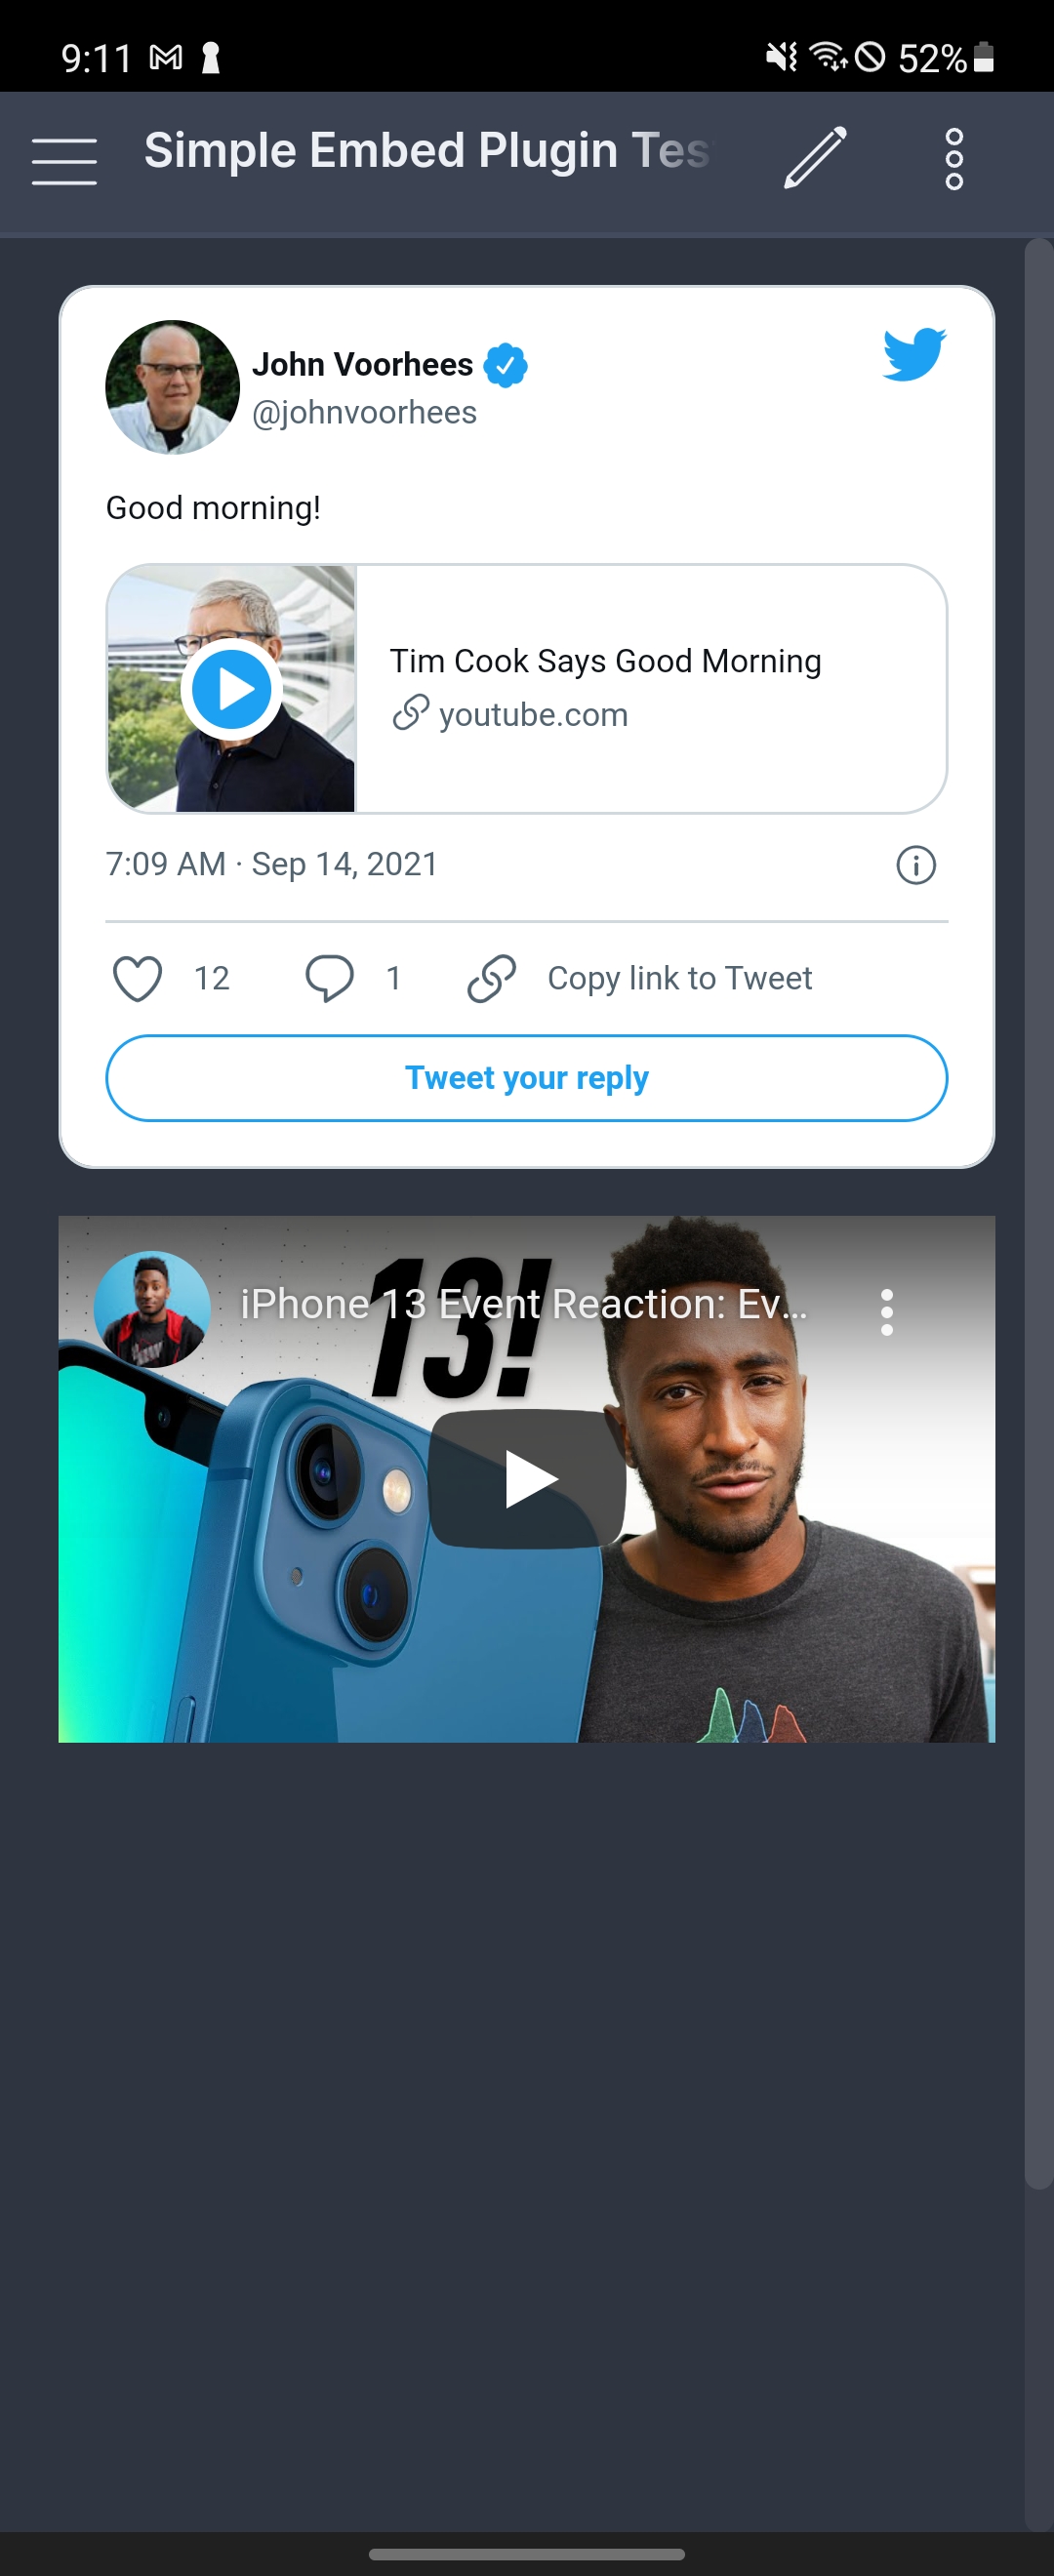 9:11 52%
Simple Embed Plugin Tes
John Voorhees
@johnvoorhees
Good morning!
Tim Cook Says Good Morning
youtube.com
7:09 AM · Sep 14, 2021
12 1 Copy link to Tweet
Tweet your reply
iPhone 13 Event Reaction: Ev...
13!